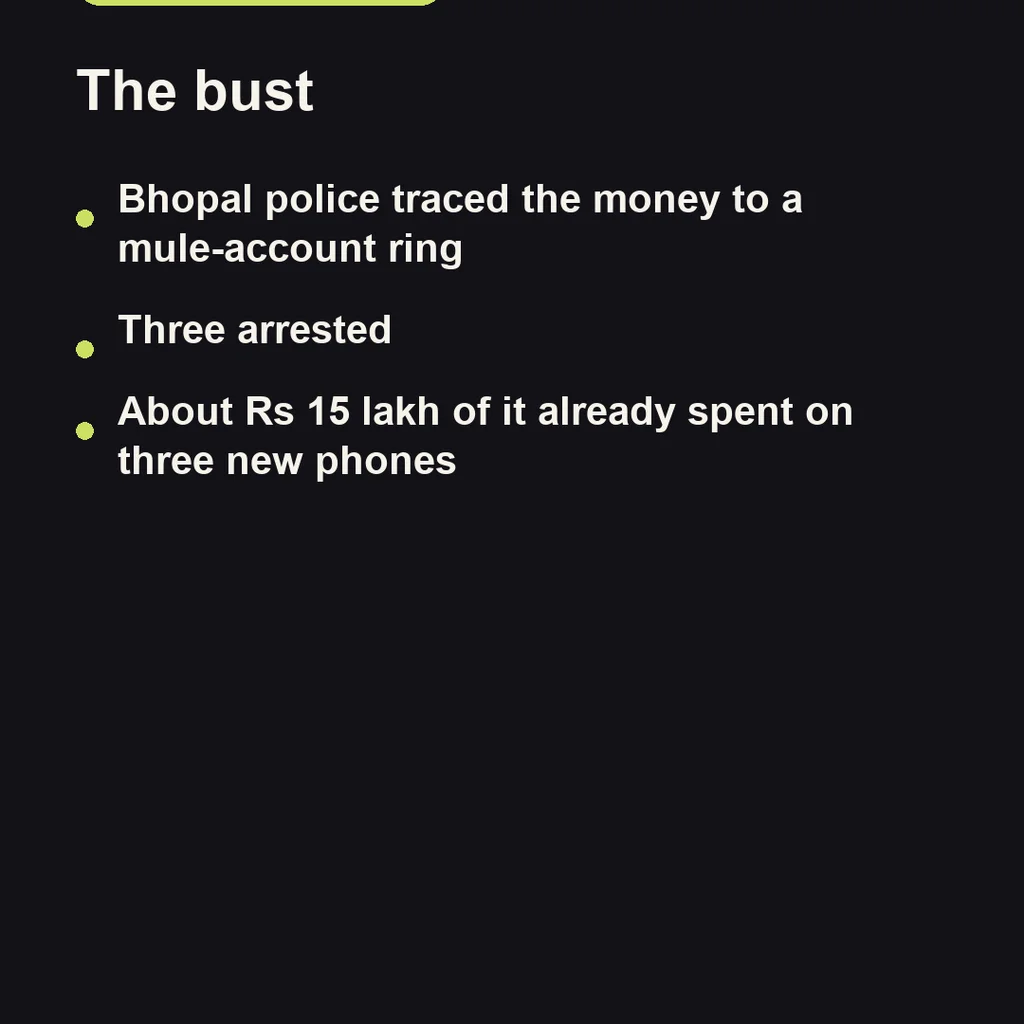 The bust
Bhopal police traced the money to a
mule-account ring
Three arrested
About Rs 15 lakh of it already spent on
three new phones